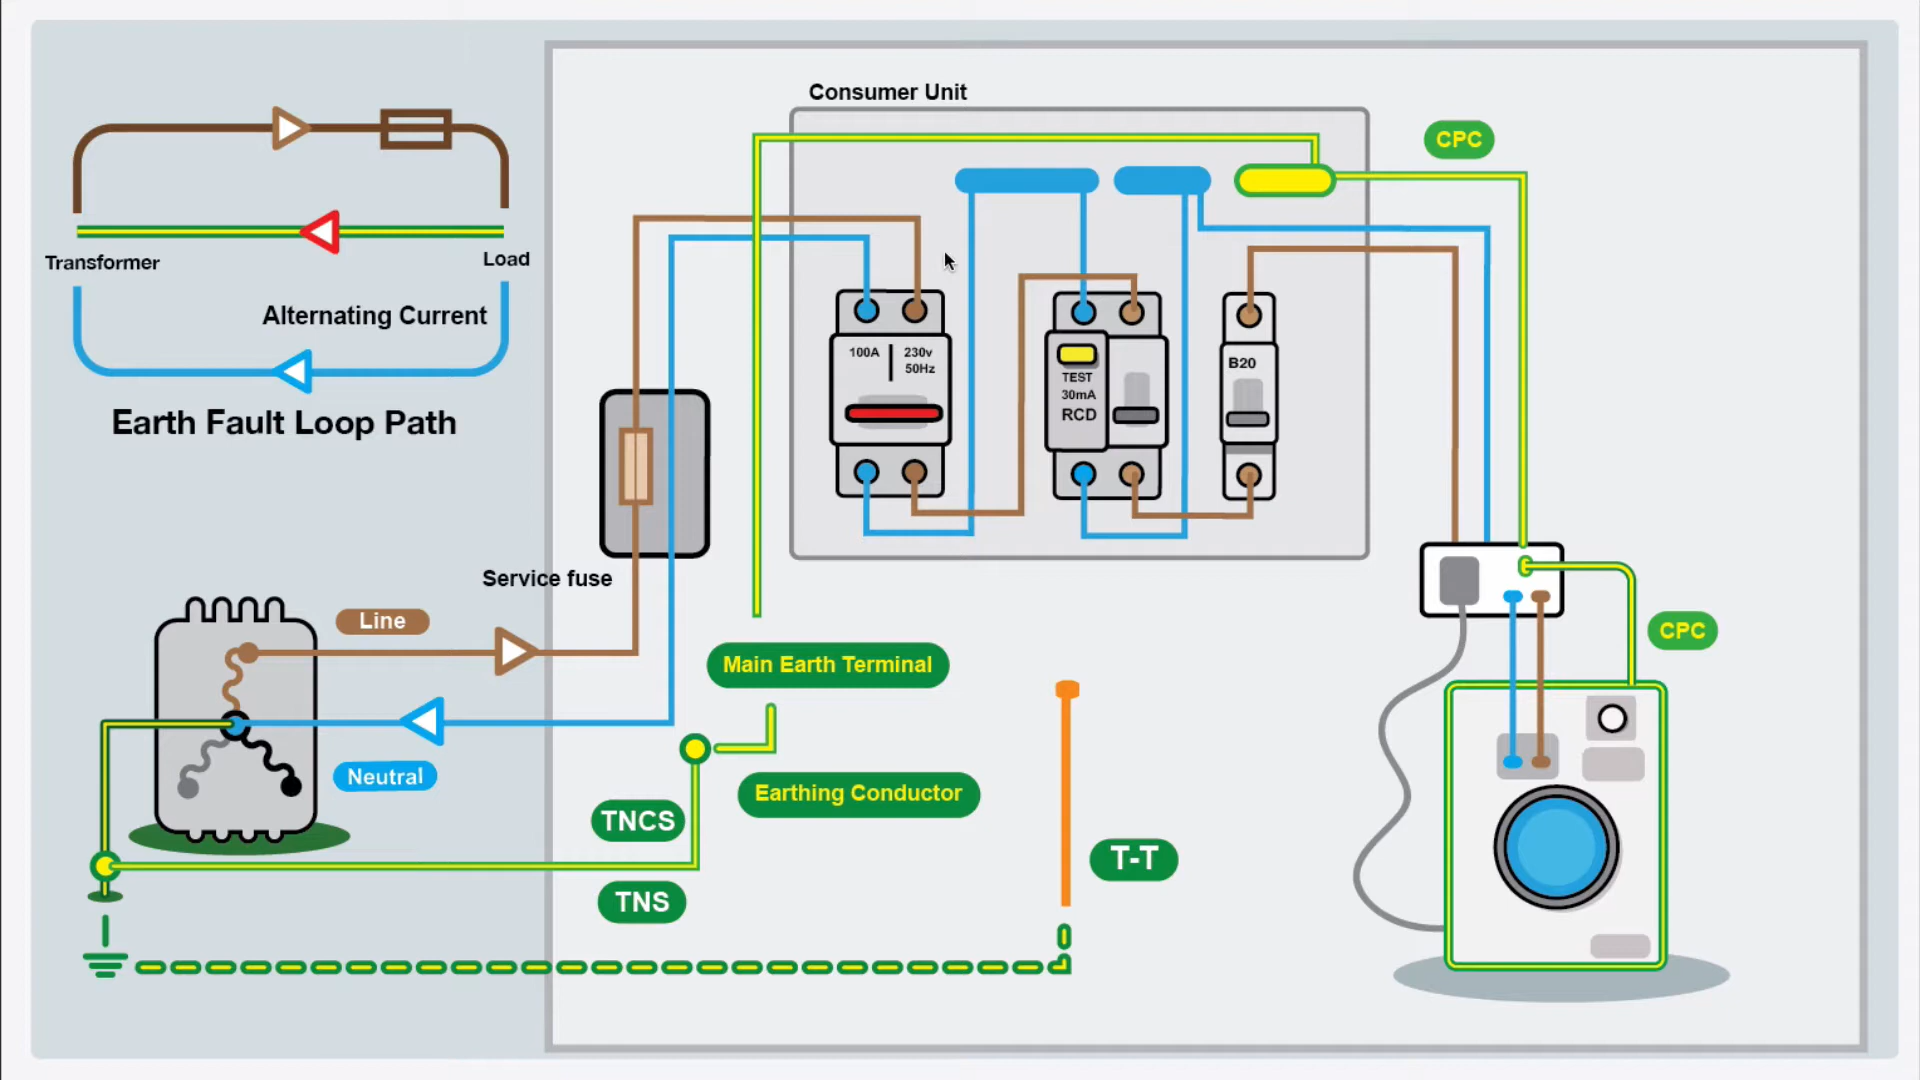 Consumer Unit
CPC
Transformer
Load
Alternating Current
Earth Fault Loop Path
100A
230v
50Hz
TEST
30mA
RCD
B20
Service fuse
Line
Neutral
Main Earth Terminal
Earthing Conductor
TNCS
TNS
T-T
CPC